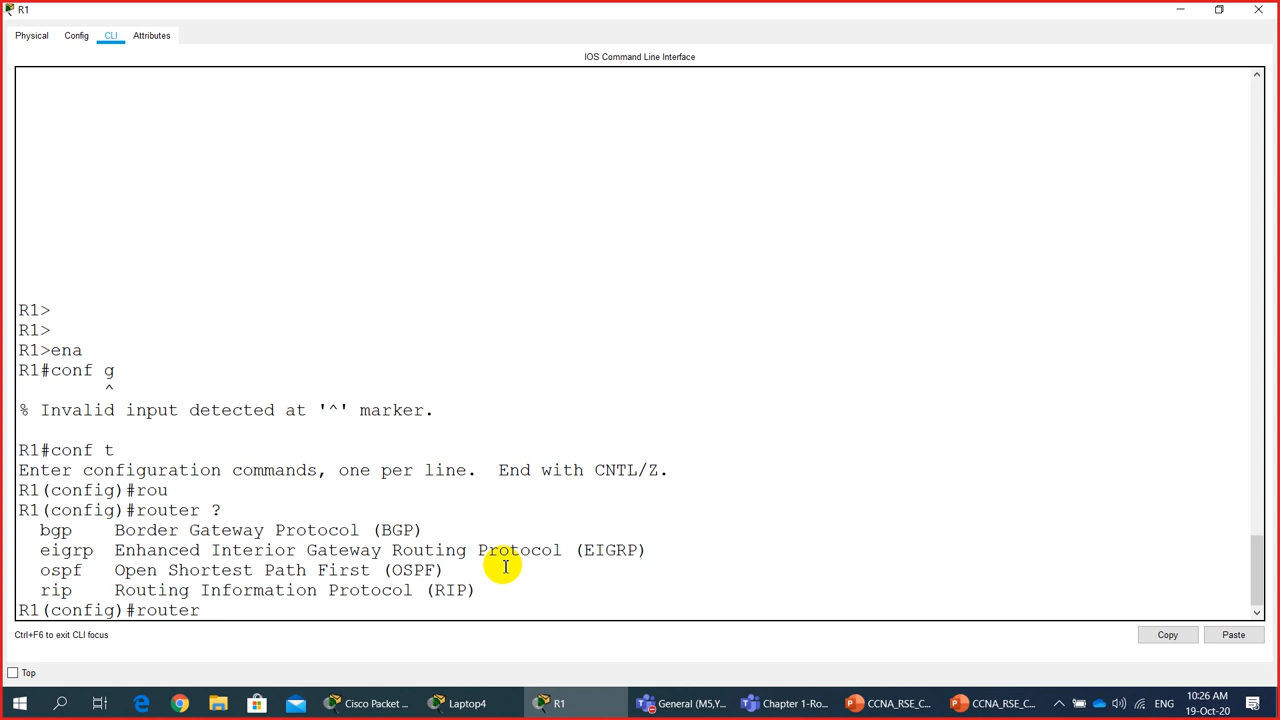 R1
Physical Config CLI Attributes
IOS Command Line Interface
R1>
R1>
R1>ena
R1#conf g
^
% Invalid input detected at '^' marker.
R1#conf t
Enter configuration commands, one per line.  End with CNTL/Z.
R1(config)#rou
R1(config)#router ?
bgp    Border Gateway Protocol (BGP)
eigrp  Enhanced Interior Gateway Routing Protocol (EIGRP)
ospf   Open Shortest Path First (OSPF)
rip    Routing Information Protocol (RIP)
R1(config)#router
Ctrl+F6 to exit CLI focus
Copy Paste
Top
Cisco Packet ... Laptop4 R1 General (M5,Y... Chapter 1-Ro... CCNA_RSE_C... CCNA_RSE_C... ENG 10:26 AM
19-Oct-20